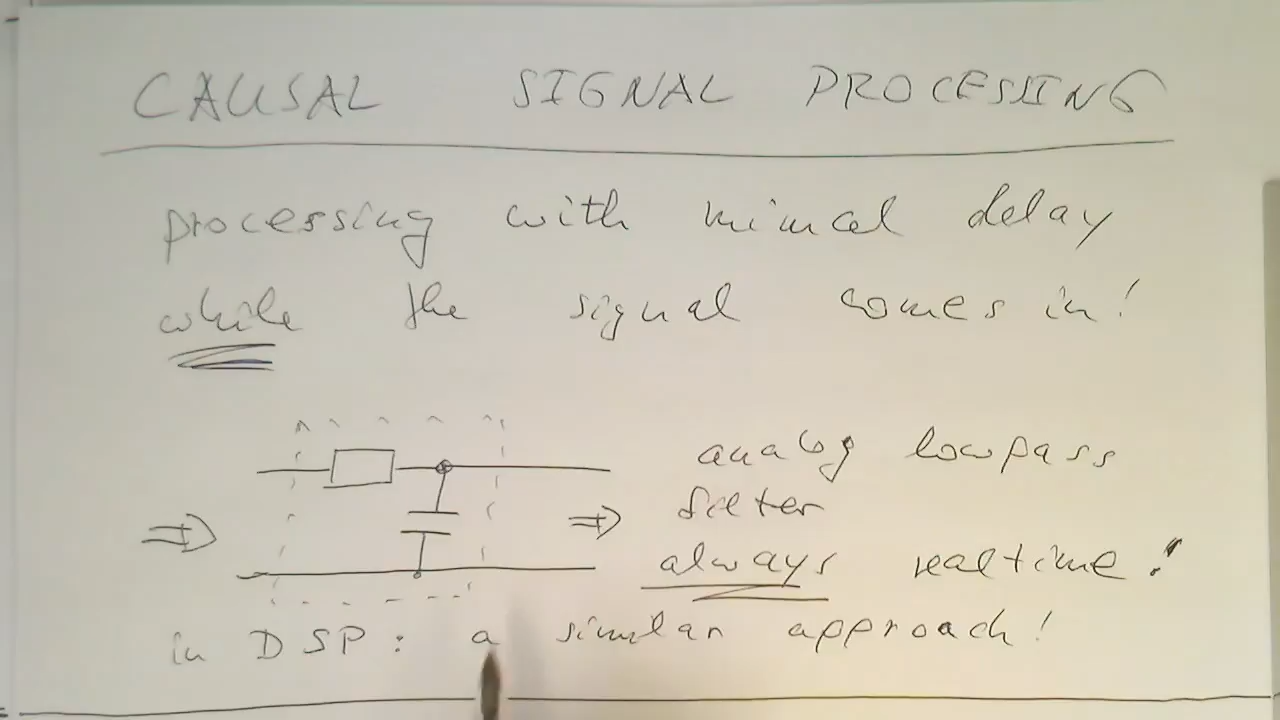 CAUSAL SIGNAL PROCESSING
processing with mimal delay
while the signal comes in!
analog lowpass
filter
always realtime!
in DSP: a similar approach!